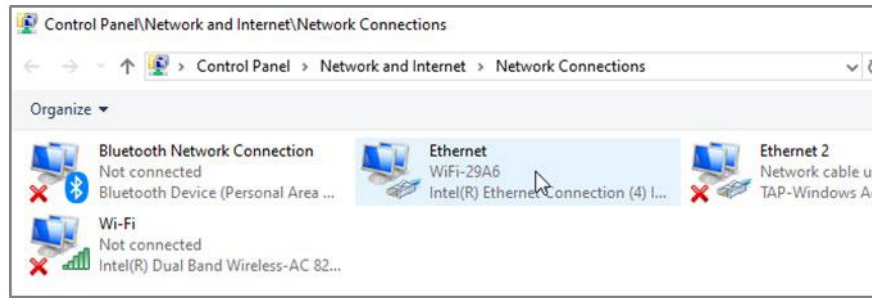 Control Panel\Network and Internet\Network Connections
Control Panel > Network and Internet > Network Connections
Organize
Bluetooth Network Connection
Not connected
Bluetooth Device (Personal Area ...
Ethernet
WiFi-29A6
Intel(R) Ethernet Connection (4) I...
Ethernet 2
Network cable u
TAP-Windows A
Wi-Fi
Not connected
Intel(R) Dual Band Wireless-AC 82...